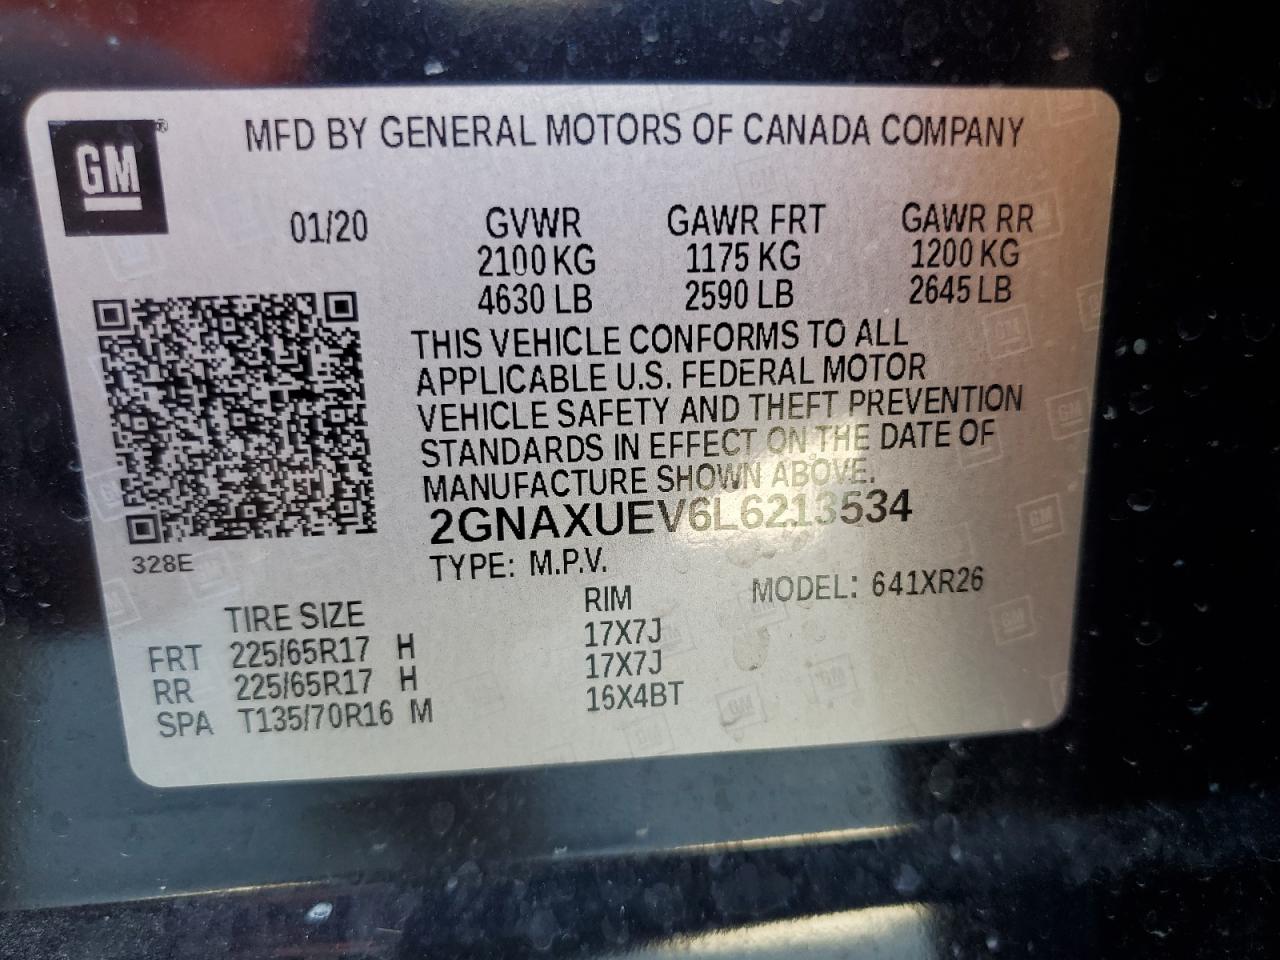 GM®
MFD BY GENERAL MOTORS OF CANADA COMPANY
01/20 GVWR GAWR FRT GAWR RR
2100 KG 1175 KG 1200 KG
4630 LB 2590 LB 2645 LB
THIS VEHICLE CONFORMS TO ALL
APPLICABLE U.S. FEDERAL MOTOR
VEHICLE SAFETY AND THEFT PREVENTION
STANDARDS IN EFFECT ON THE DATE OF
MANUFACTURE SHOWN ABOVE.
2GNAXUEV6L6213534
328E
TYPE: M.P.V. MODEL: 641XR26
TIRE SIZE RIM
FRT 225/65R17 H 17X7J
RR 225/65R17 H 17X7J
SPA T135/70R16 M 16X4BT